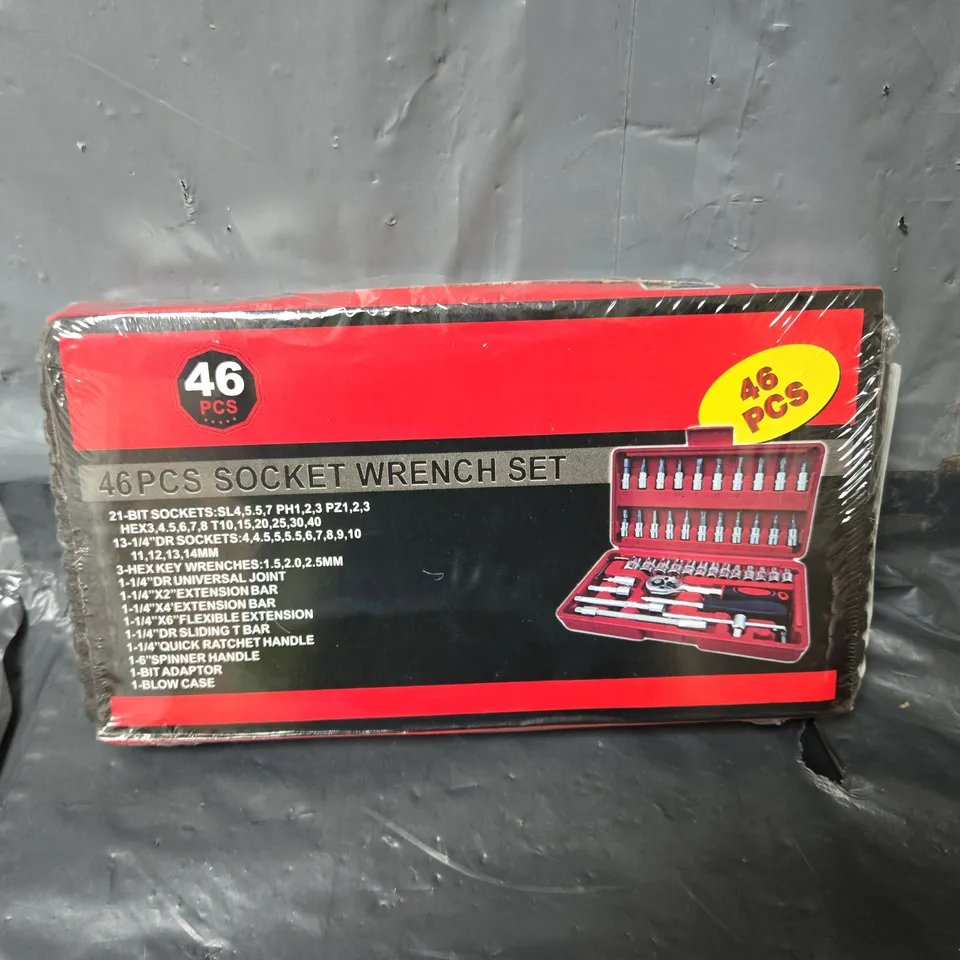 46
PCS
46
PCS
46PCS SOCKET WRENCH SET
21-BIT SOCKETS:SL4,5.5,7 PH1,2,3 PZ1,2,3
HEX3,4.5,6,7,8 T10,15,20,25,30,40
13-1/4"DR SOCKETS:4,4.5,5,5.5,6,7,8,9,10
11,12,13,14MM
3-HEX KEY WRENCHES:1.5,2.0,2.5MM
1-1/4"DR UNIVERSAL JOINT
1-1/4"X2"EXTENSION BAR
1-1/4"X4'EXTENSION BAR
1-1/4"X6"FLEXIBLE EXTENSION
1-1/4"DR SLIDING T BAR
1-1/4"QUICK RATCHET HANDLE
1-6"SPINNER HANDLE
1-BIT ADAPTOR
1-BLOW CASE